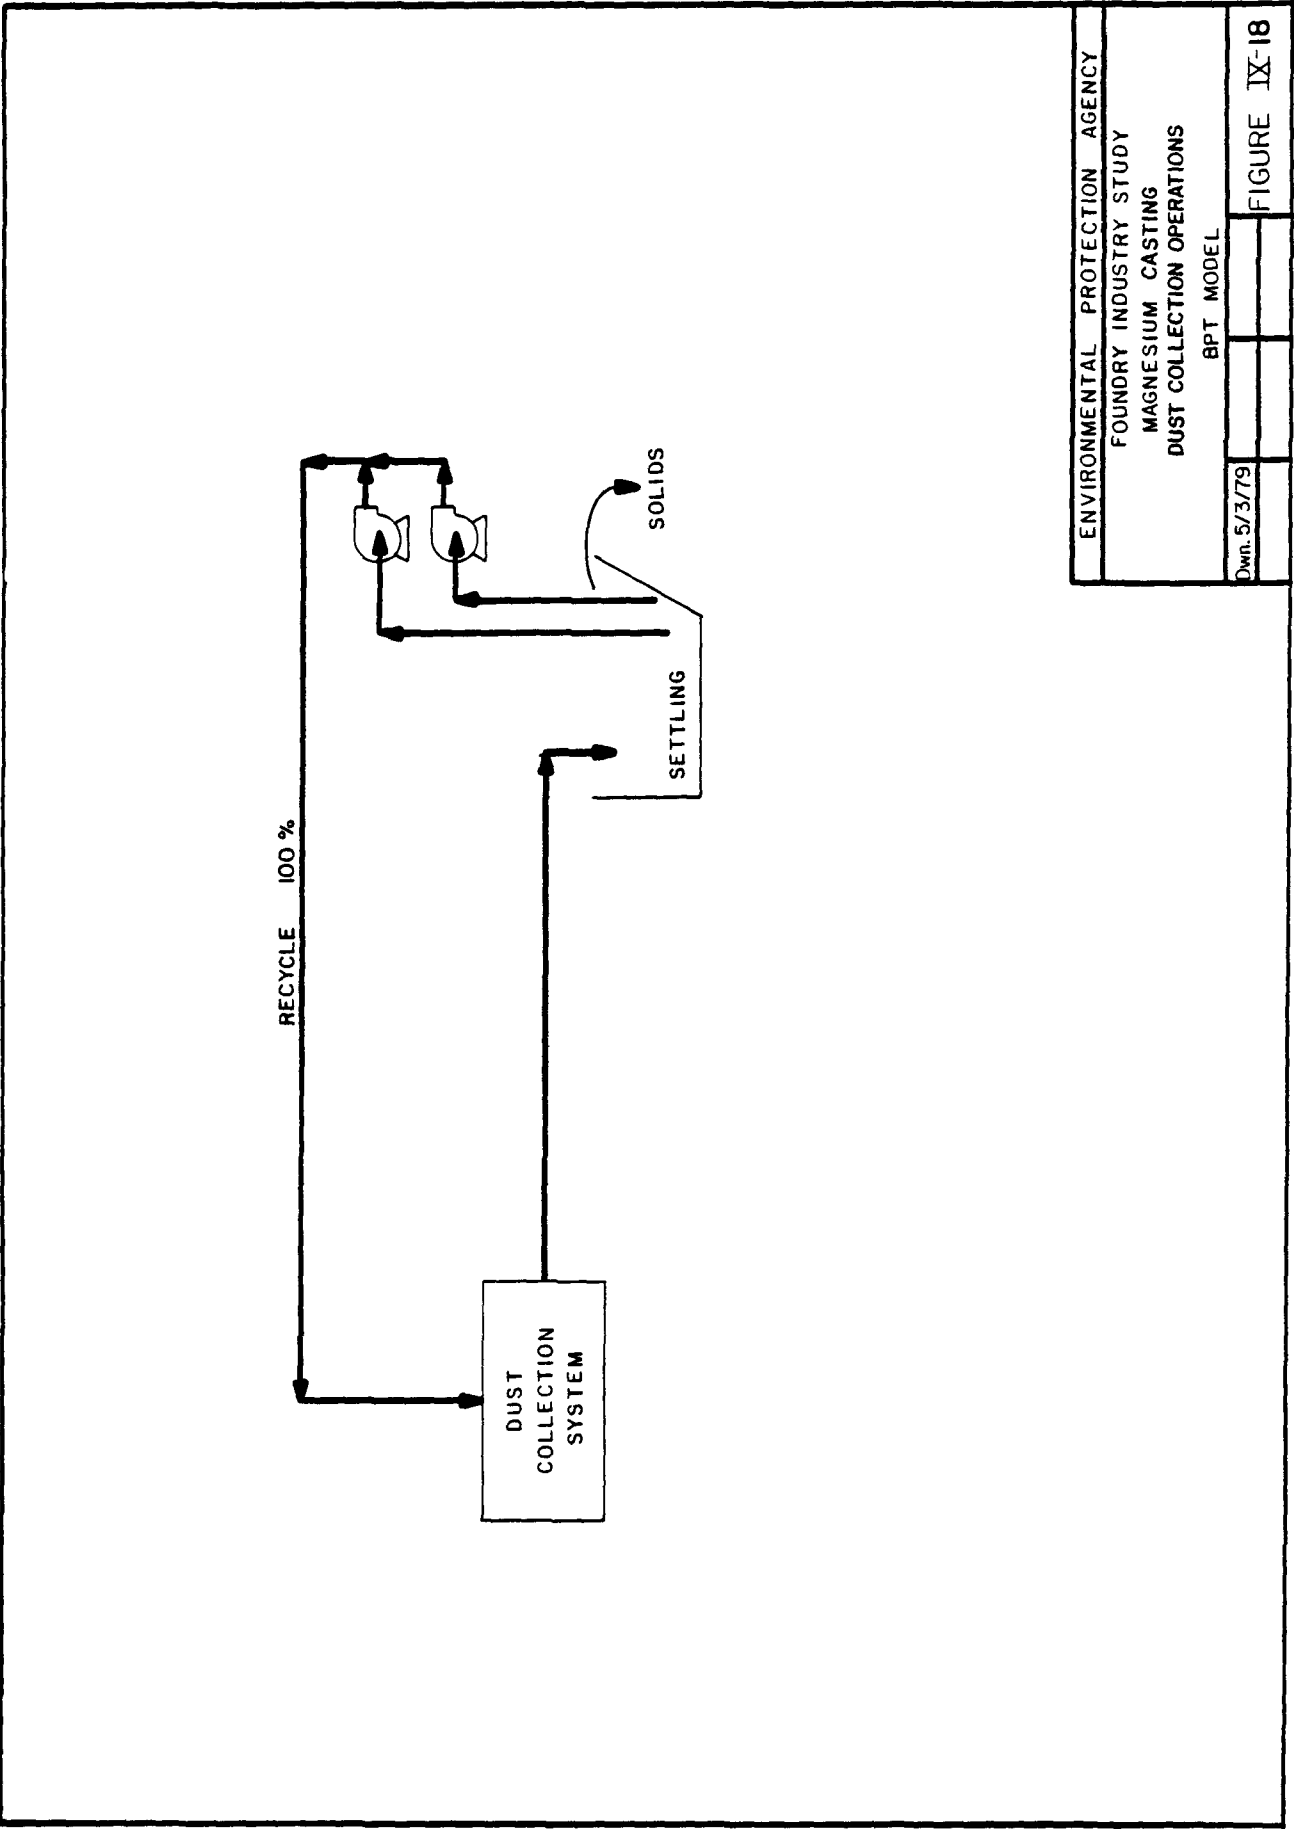 RECYCLE 100%
DUST
COLLECTION
SYSTEM
SETTLING
SOLIDS
ENVIRONMENTAL PROTECTION AGENCY
FOUNDRY INDUSTRY STUDY
MAGNESIUM CASTING
DUST COLLECTION OPERATIONS
BPT MODEL
Dwn. 5/3/79
FIGURE IX-18